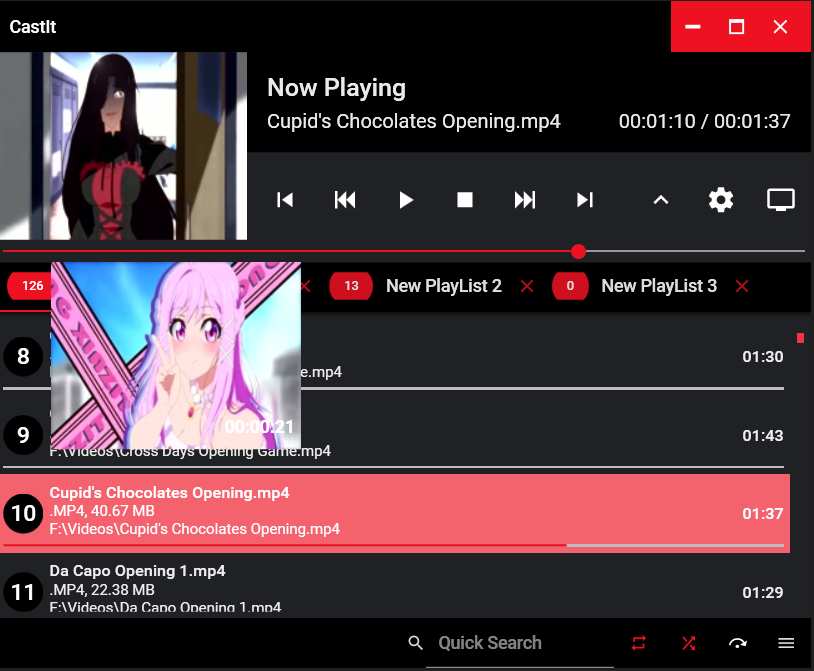 CastIt
Now Playing
Cupid's Chocolates Opening.mp4
00:01:10 / 00:01:37
126
13
New PlayList 2
0
New PlayList 3
XINZI
00:00:21
8
e.mp4
01:30
9
F:\Videos\Cross Days Opening Game.mp4
01:43
10
Cupid's Chocolates Opening.mp4
.MP4, 40.67 MB
F:\Videos\Cupid's Chocolates Opening.mp4
01:37
11
Da Capo Opening 1.mp4
.MP4, 22.38 MB
F:\Videos\Da Capo Opening 1.mp4
01:29
Quick Search